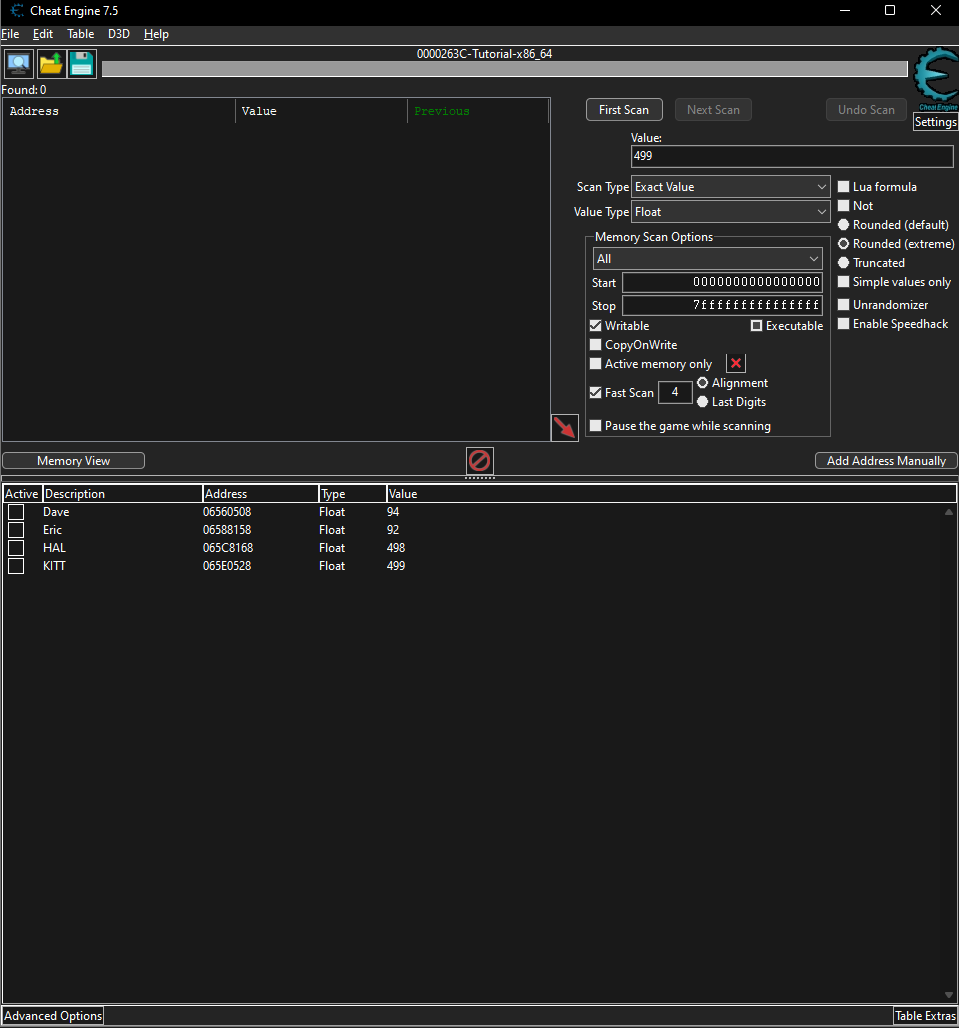 Cheat Engine 7.5
File Edit Table D3D Help
0000263C-Tutorial-x86_64
Found: 0
Cheat Engine
Settings
Address Value Previous
First Scan Next Scan Undo Scan
Value:
499
Scan Type Exact Value
Value Type Float
Lua formula
Not
Rounded (default)
Rounded (extreme)
Truncated
Simple values only
Unrandomizer
Enable Speedhack
Memory Scan Options
All
Start 0000000000000000
Stop 7fffffffffffffff
Writable Executable
CopyOnWrite
Active memory only
Fast Scan 4 Alignment
Last Digits
Pause the game while scanning
Memory View Add Address Manually
Active Description Address Type Value
Dave 06560508 Float 94
Eric 06588158 Float 92
HAL 065C8168 Float 498
KITT 065E0528 Float 499
Advanced Options Table Extras